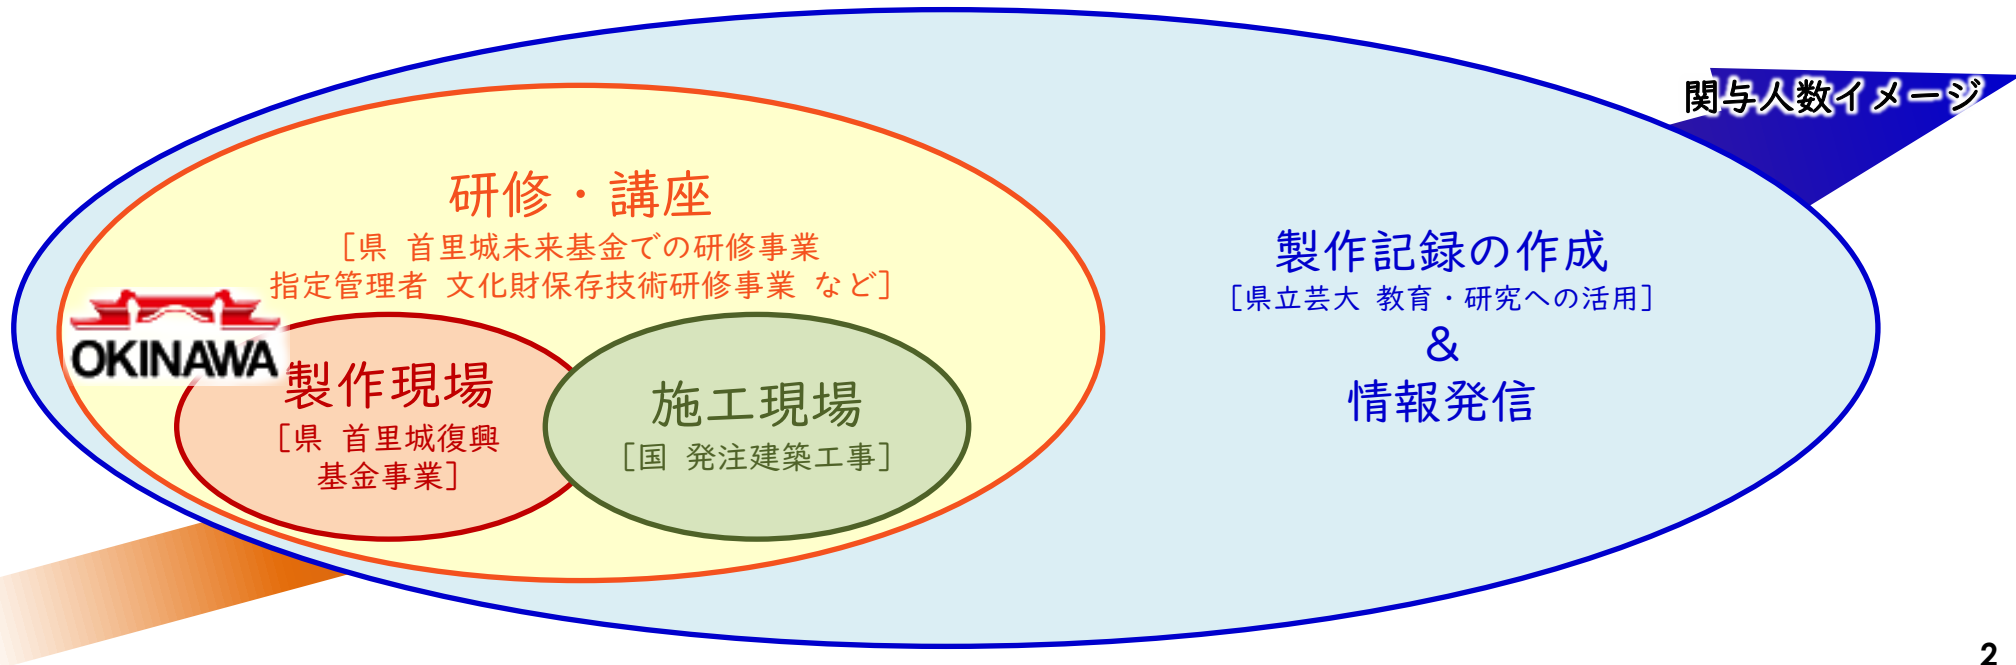 関与人数イメージ
研修・講座
［県 首里城未来基金での研修事業
指定管理者 文化財保存技術研修事業 など］
OKINAWA
製作現場
［県 首里城復興
基金事業］
施工現場
［国 発注建築工事］
製作記録の作成
［県立芸大 教育・研究への活用］
&
情報発信
2